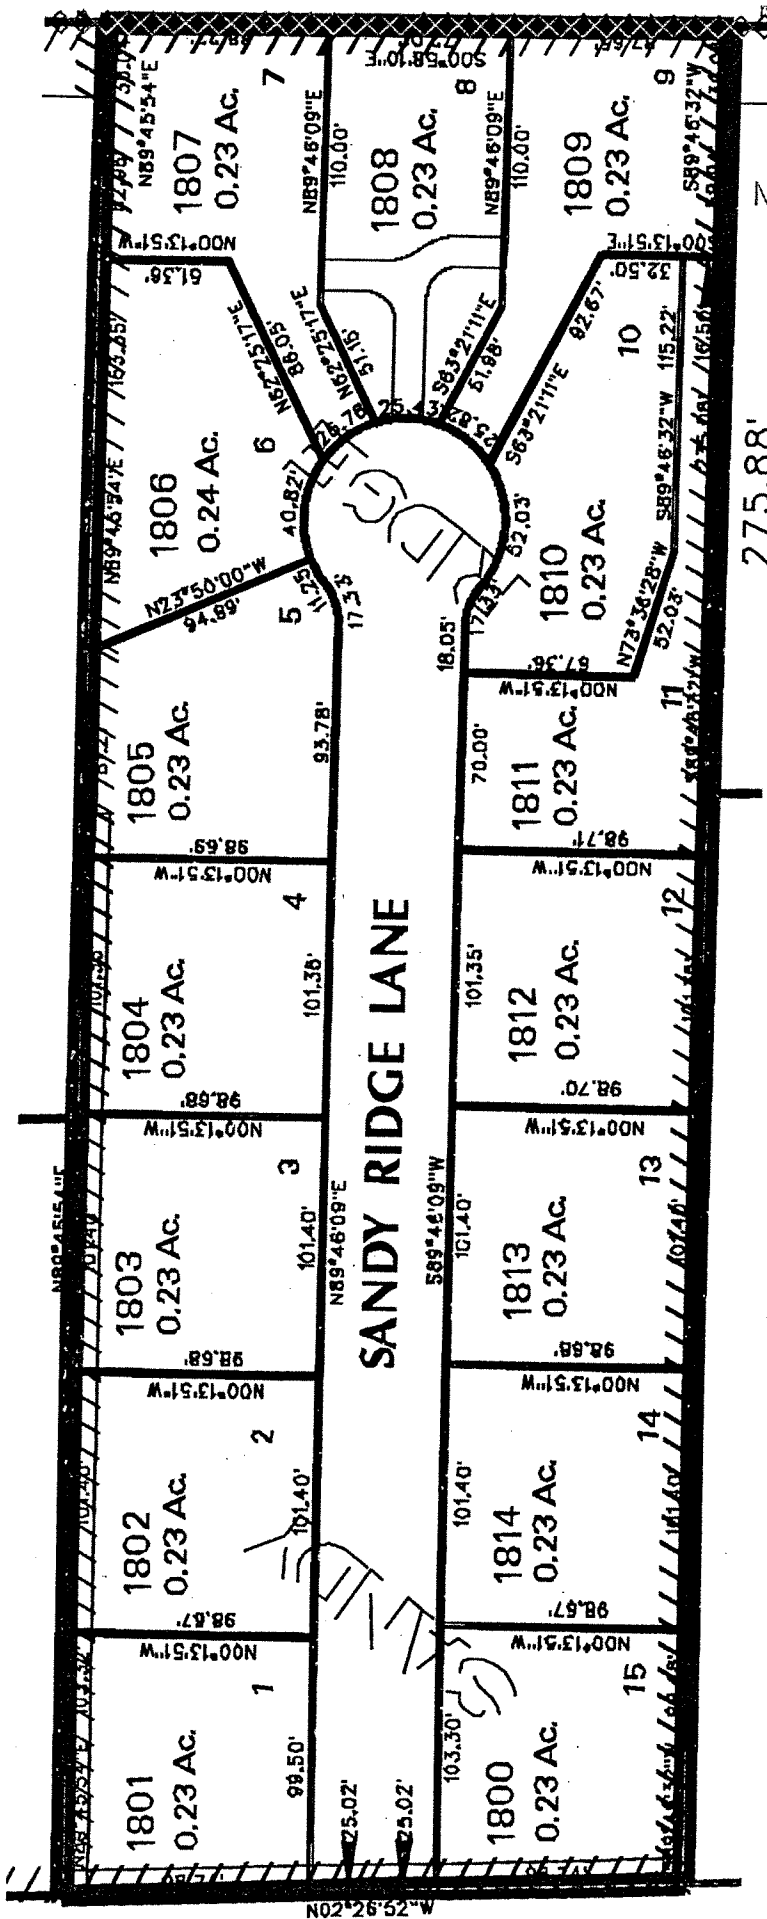 7
1807
0.23 Ac.
N89°45'54"E
N00°13'51"W
61.36'
N62°25'17"E
86.05'
N89°46'09"E
110.00'
S00°58'10"E
8
1808
0.23 Ac.
N62°25'17"E
51.15'
N89°46'09"E
110.00'
S63°21'11"E
51.98'
9
1809
0.23 Ac.
S89°46'32"W
S00°13'51"E
32.50'
92.67'
S63°21'11"E
6
1806
0.24 Ac.
40.82'
25.43
N23°50'00"W
94.89'
10
1810
0.23 Ac.
S89°46'32"W 115.22'
52.03'
17.33'
18.05'
67.36'
N00°13'51"W
N73°36'28"W
52.03'
275.88'
5
1805
0.23 Ac.
11.25
17.33'
93.78'
98.69'
N00°13'51"W
11
1811
0.23 Ac.
70.00'
98.71'
N00°13'51"W
4
1804
0.23 Ac.
101.38'
98.68'
N00°13'51"W
12
1812
0.23 Ac.
101.35'
98.70'
N00°13'51"W
SANDY RIDGE LANE
3
1803
0.23 Ac.
101.40'
N89°46'09"E
98.68'
N00°13'51"W
N89°45'54"E
13
1813
0.23 Ac.
S89°46'09"W
101.40'
98.68'
N00°13'51"W
2
1802
0.23 Ac.
101.40'
98.67'
N00°13'51"W
14
1814
0.23 Ac.
101.40'
98.67'
N00°13'51"W
SANDY
RIDGE
1
1801
0.23 Ac.
99.50'
25.02'
25.02'
15
1800
0.23 Ac.
103.30'
N02°26'52"W